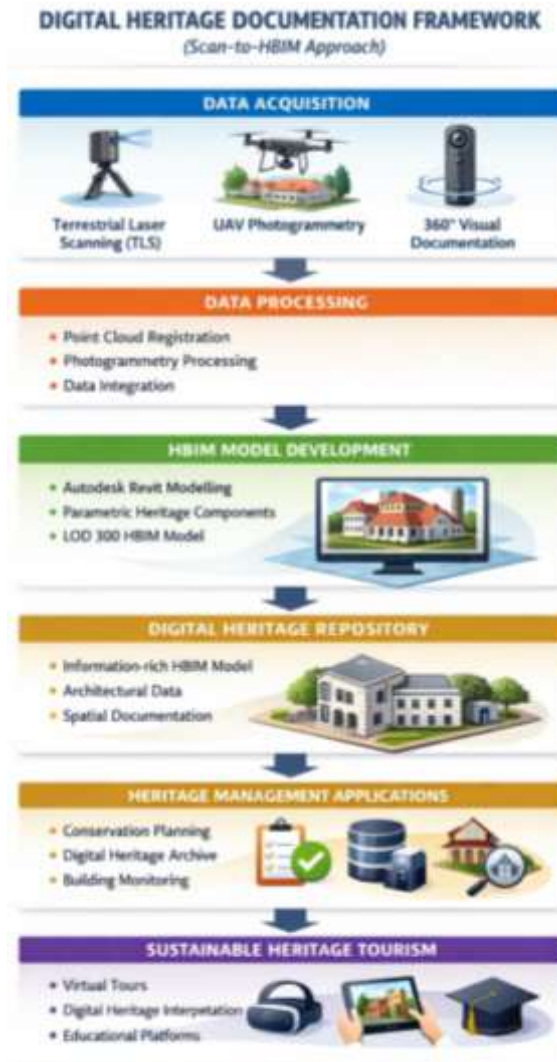 DIGITAL HERITAGE DOCUMENTATION FRAMEWORK
(Scan-to-HBIM Approach)
DATA ACQUISITION
Terrestrial Laser
Scanning (TLS)
UAV Photogrammetry
360° Visual
Documentation
DATA PROCESSING
• Point Cloud Registration
• Photogrammetry Processing
• Data Integration
HBIM MODEL DEVELOPMENT
• Autodesk Revit Modelling
• Parametric Heritage Components
• LOD 300 HBIM Model
DIGITAL HERITAGE REPOSITORY
• Information-rich HBIM Model
• Architectural Data
• Spatial Documentation
HERITAGE MANAGEMENT APPLICATIONS
• Conservation Planning
• Digital Heritage Archive
• Building Monitoring
SUSTAINABLE HERITAGE TOURISM
• Virtual Tours
• Digital Heritage Interpetation
• Educational Platforms